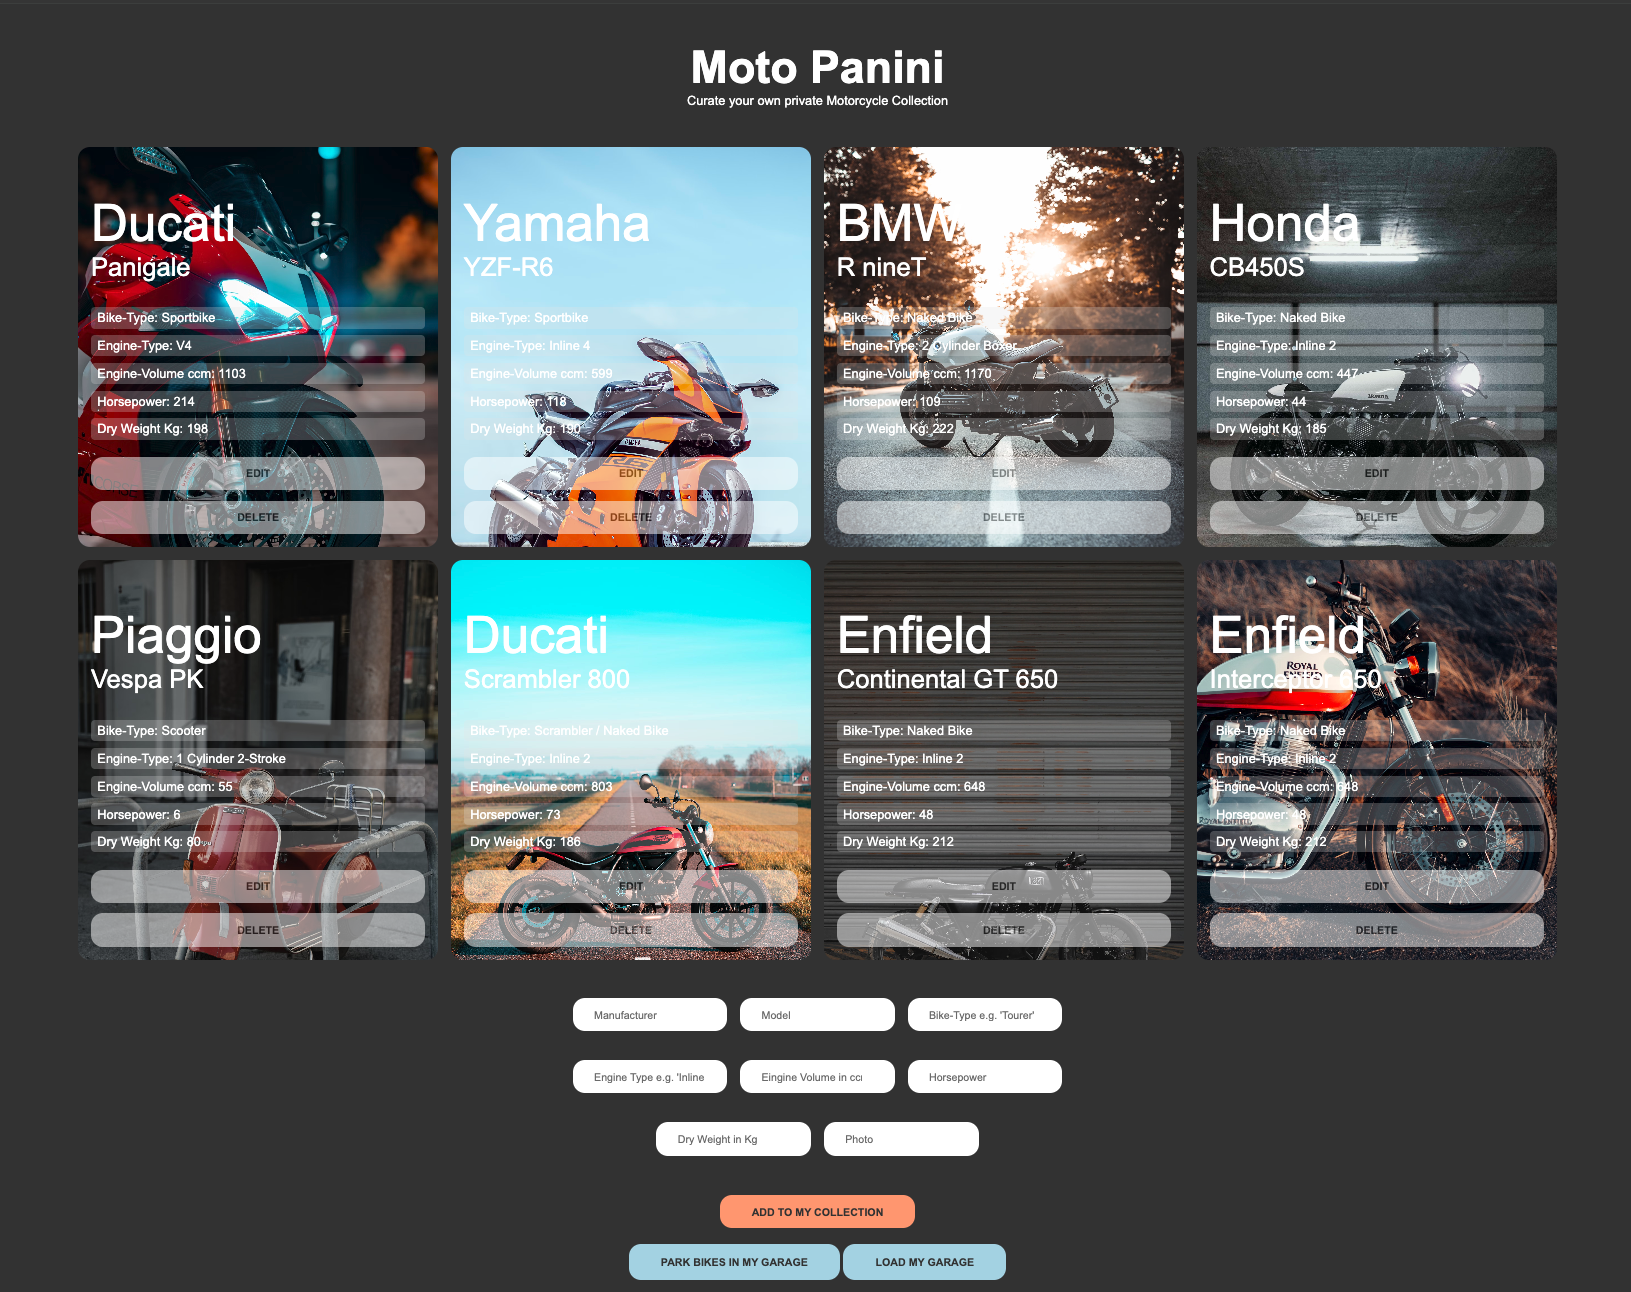 Moto Panini
Curate your own private Motorcycle Collection
Ducati
Panigale
Bike-Type: Sportbike
Engine-Type: V4
Engine-Volume ccm: 1103
Horsepower: 214
Dry Weight Kg: 198
EDIT
DELETE
Yamaha
YZF-R6
Bike-Type: Sportbike
Engine-Type: Inline 4
Engine-Volume ccm: 599
Horsepower: 118
Dry Weight Kg: 190
EDIT
DELETE
BMW
R nineT
Bike-Type: Naked Bike
Engine-Type: 2 Cylinder Boxer
Engine-Volume ccm: 1170
Horsepower: 109
Dry Weight Kg: 222
EDIT
DELETE
Honda
CB450S
Bike-Type: Naked Bike
Engine-Type: Inline 2
Engine-Volume ccm: 447
Horsepower: 44
Dry Weight Kg: 185
EDIT
DELETE
Piaggio
Vespa PK
Bike-Type: Scooter
Engine-Type: 1 Cylinder 2-Stroke
Engine-Volume ccm: 55
Horsepower: 6
Dry Weight Kg: 80
EDIT
DELETE
Ducati
Scrambler 800
Bike-Type: Scrambler / Naked Bike
Engine-Type: Inline 2
Engine-Volume ccm: 803
Horsepower: 73
Dry Weight Kg: 186
EDIT
DELETE
Enfield
Continental GT 650
Bike-Type: Naked Bike
Engine-Type: Inline 2
Engine-Volume ccm: 648
Horsepower: 48
Dry Weight Kg: 212
EDIT
DELETE
Enfield
ROYAL
Interceptor 650
Bike-Type: Naked Bike
Engine-Type: Inline 2
Engine-Volume ccm: 648
Horsepower: 48
Dry Weight Kg: 212
EDIT
DELETE
Manufacturer
Model
Bike-Type e.g. 'Tourer'
Engine Type e.g. 'Inline
Eingine Volume in cc
Horsepower
Dry Weight in Kg
Photo
ADD TO MY COLLECTION
PARK BIKES IN MY GARAGE
LOAD MY GARAGE